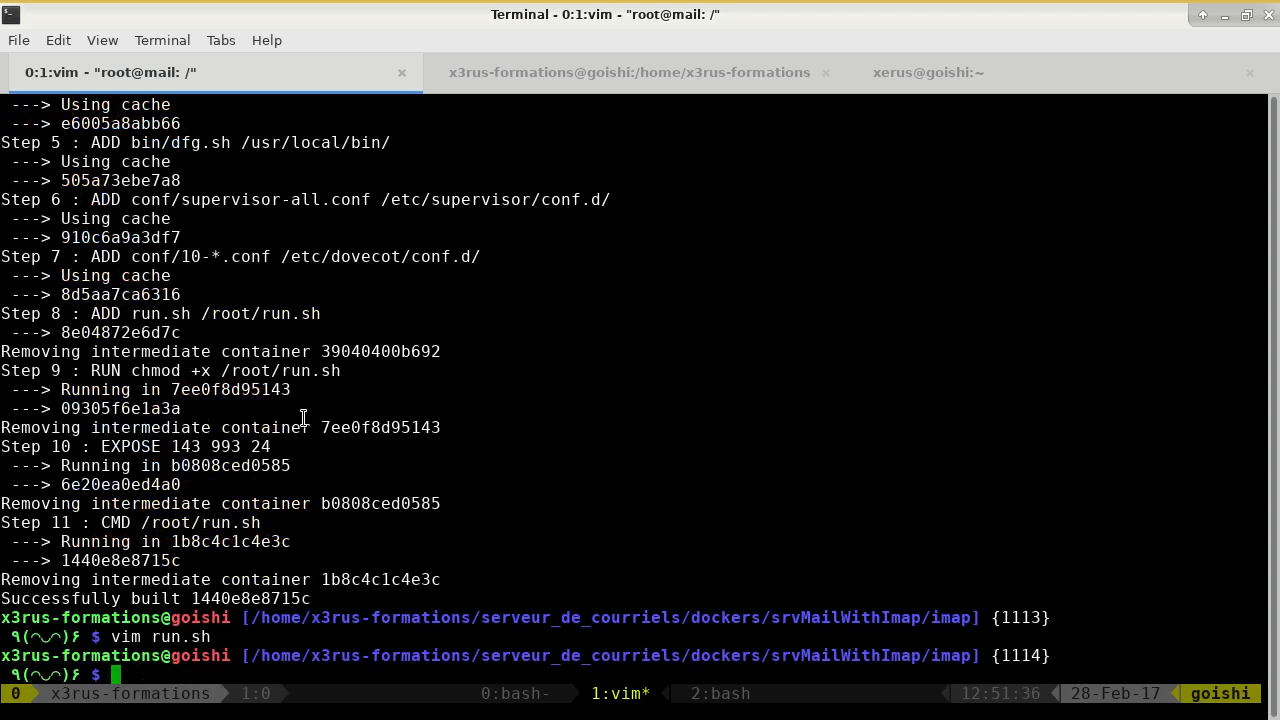 Terminal - 0:1:vim - "root@mail: /"
File Edit View Terminal Tabs Help
0:1:vim - "root@mail: /" x3rus-formations@goishi:/home/x3rus-formations xerus@goishi:~
---> Using cache
---> e6005a8abb66
Step 5 : ADD bin/dfg.sh /usr/local/bin/
---> Using cache
---> 505a73ebe7a8
Step 6 : ADD conf/supervisor-all.conf /etc/supervisor/conf.d/
---> Using cache
---> 910c6a9a3df7
Step 7 : ADD conf/10-*.conf /etc/dovecot/conf.d/
---> Using cache
---> 8d5aa7ca6316
Step 8 : ADD run.sh /root/run.sh
---> 8e04872e6d7c
Removing intermediate container 39040400b692
Step 9 : RUN chmod +x /root/run.sh
---> Running in 7ee0f8d95143
---> 09305f6e1a3a
Removing intermediate container 7ee0f8d95143
Step 10 : EXPOSE 143 993 24
---> Running in b0808ced0585
---> 6e20ea0ed4a0
Removing intermediate container b0808ced0585
Step 11 : CMD /root/run.sh
---> Running in 1b8c4c1c4e3c
---> 1440e8e8715c
Removing intermediate container 1b8c4c1c4e3c
Successfully built 1440e8e8715c
x3rus-formations@goishi [/home/x3rus-formations/serveur_de_courriels/dockers/srvMailWithImap/imap] {1113}
٩(◠◡◠)۶ $ vim run.sh
x3rus-formations@goishi [/home/x3rus-formations/serveur_de_courriels/dockers/srvMailWithImap/imap] {1114}
٩(◠◡◠)۶ $
0 x3rus-formations 1:0 0:bash- 1:vim* 2:bash 12:51:36 28-Feb-17 goishi